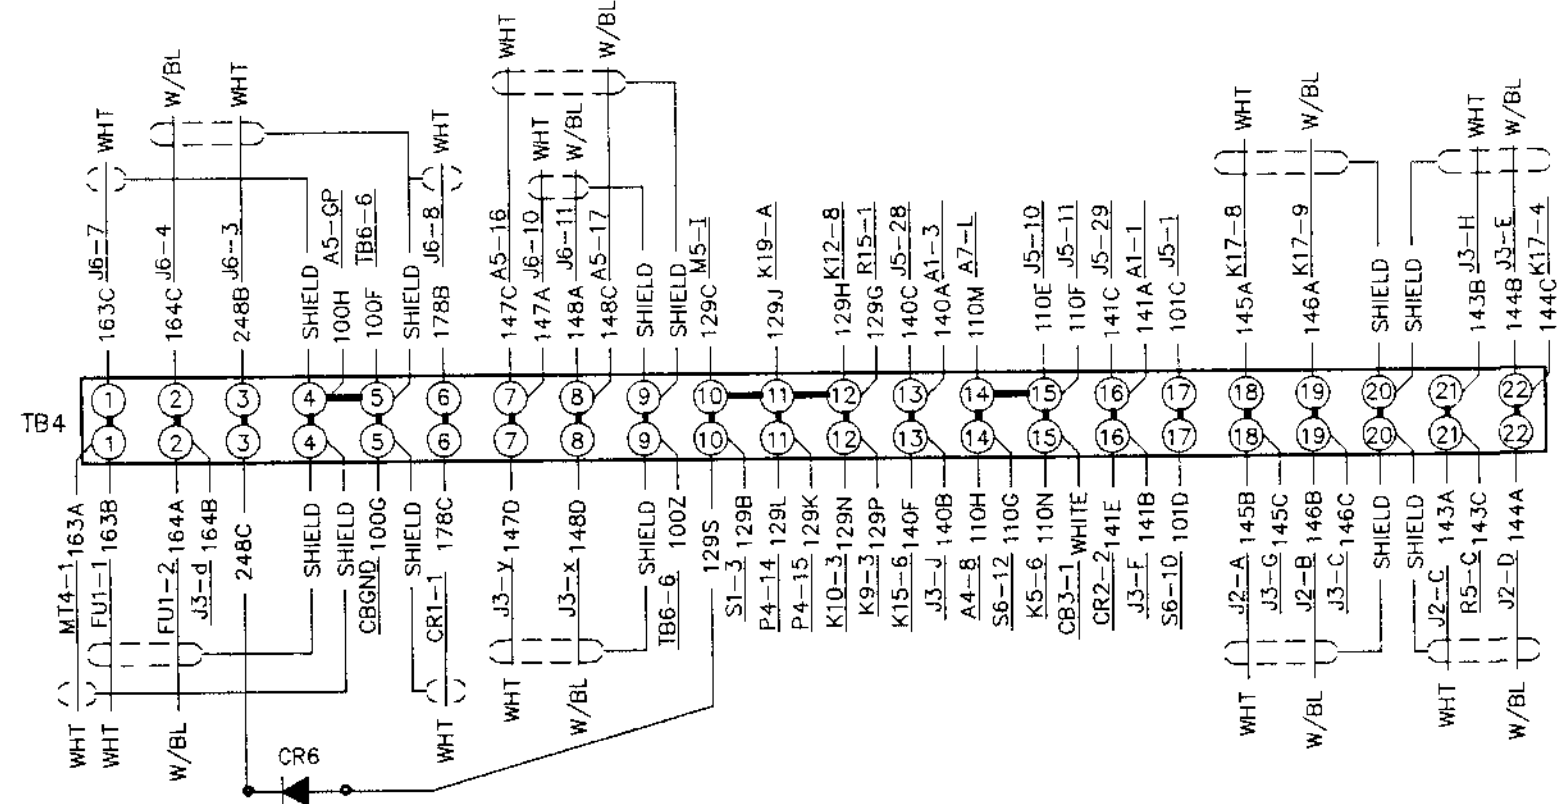 WHT
W/BL
WHT
W/BL
WHT
WHT
WHT
W/BL
WHT
W/BL
WHT
W/BL
WHT
W/BL
163C J6-7
164C J6-4
248B J6-3
SHIELD
100H A5-GP
100F TB6-6
SHIELD
178B J6-8
147C A5-16
147A J6-10
148A J6-11
148C A5-17
SHIELD
SHIELD
129C M5-I
129J K19-A
129H K12-8
129G R15-1
140C J5-28
140A A1-3
110M A7-L
110E J5-10
110F J5-11
141C J5-29
141A A1-1
101C J5-1
145A K17-8
146A K17-9
SHIELD
SHIELD
143B J3-H
144B J3-E
144C K17-4
1 2 3 4 5 6 7 8 9 10 11 12 13 14 15 16 17 18 19 20 21 22
TB4
1 2 3 4 5 6 7 8 9 10 11 12 13 14 15 16 17 18 19 20 21 22
MT4-1 163A
FU1-1 163B
FU1-2 164A
J3-d 164B
248C
SHIELD
SHIELD
CBGND 100G
SHIELD
CR1-1 178C
J3-y 147D
J3-x 148D
SHIELD
TB6-6 100Z
129S
S1-3 129B
P4-14 129L
P4-15 129K
K10-3 129N
K9-3 129P
K15-6 140F
J3-J 140B
A4-8 110H
S6-12 110G
K5-6 110N
CB3-1 WHITE
CR2-2 141E
J3-F 141B
S6-10 101D
J2-A 145B
J3-G 145C
J2-B 146B
J3-C 146C
SHIELD
SHIELD
J2-C 143A
R5-C 143C
J2-D 144A
WHT
WHT
W/BL
WHT
WHT
W/BL
WHT
W/BL
WHT
W/BL
CR6